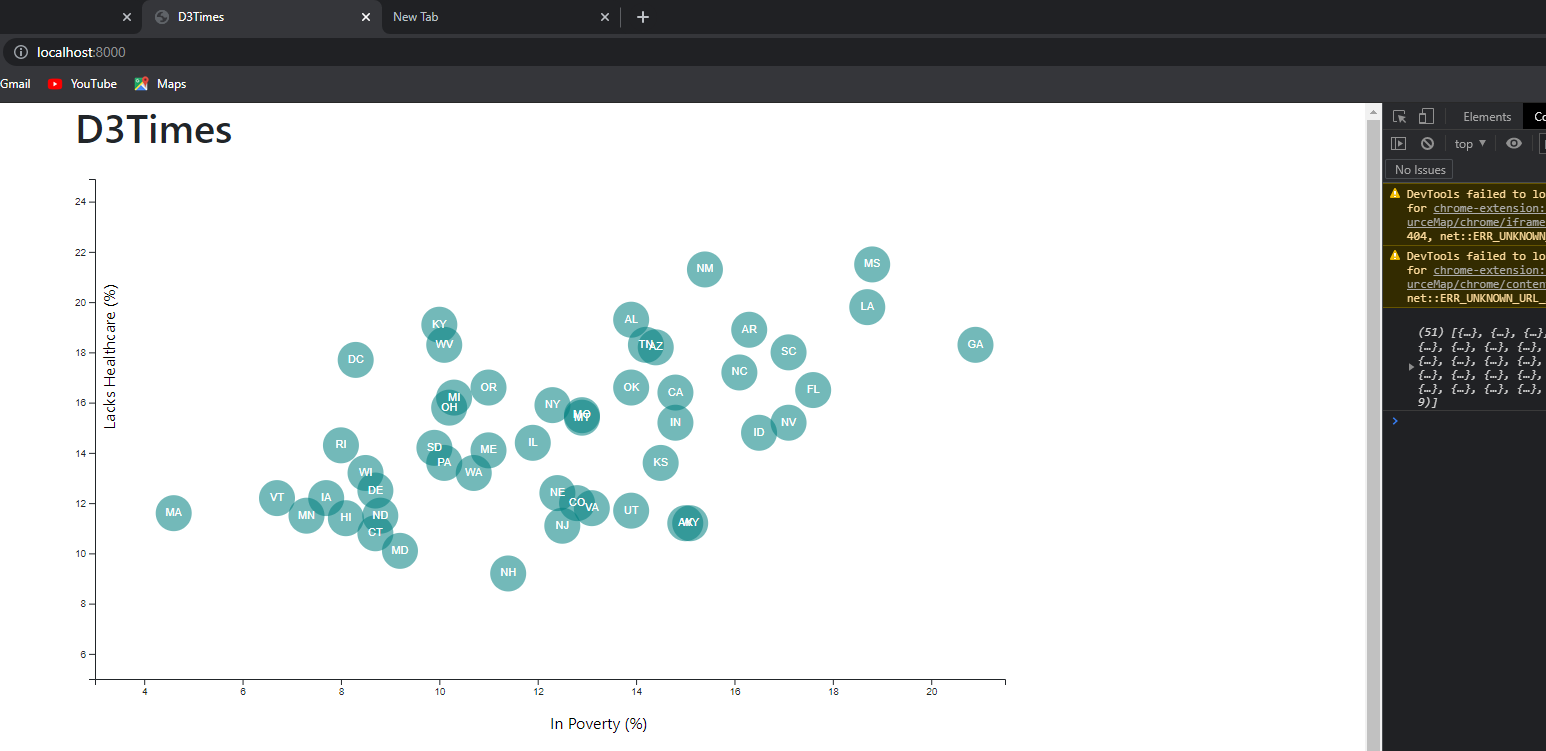 D3Times
New Tab
localhost:8000
Gmail YouTube Maps
D3Times
Elements Co
top
No Issues
DevTools failed to lo
for chrome-extension:
urceMap/chrome/iframe
404, net::ERR_UNKNOWN
DevTools failed to lo
for chrome-extension:
urceMap/chrome/conten
net::ERR_UNKNOWN_URL_
(51) [{…}, {…}, {…}
{…}, {…}, {…}, {…},
{…}, {…}, {…}, {…},
{…}, {…}, {…}, {…},
{…}, {…}, {…}, {…},
9)]
24
22
20
18
16
14
12
10
8
6
Lacks Healthcare (%)
MS
NM
LA
AL
KY
AR
WV
TN
AZ
GA
SC
DC
NC
OR
OK
FL
MI
CA
OH
NY
MO
MT
IN
NV
ID
IL
RI
SD
ME
PA
KS
WI
WA
DE
NE
VT
IA
CO
VA
UT
MA
MN
HI
ND
NJ
AK
WY
CT
MD
NH
4 6 8 10 12 14 16 18 20
In Poverty (%)